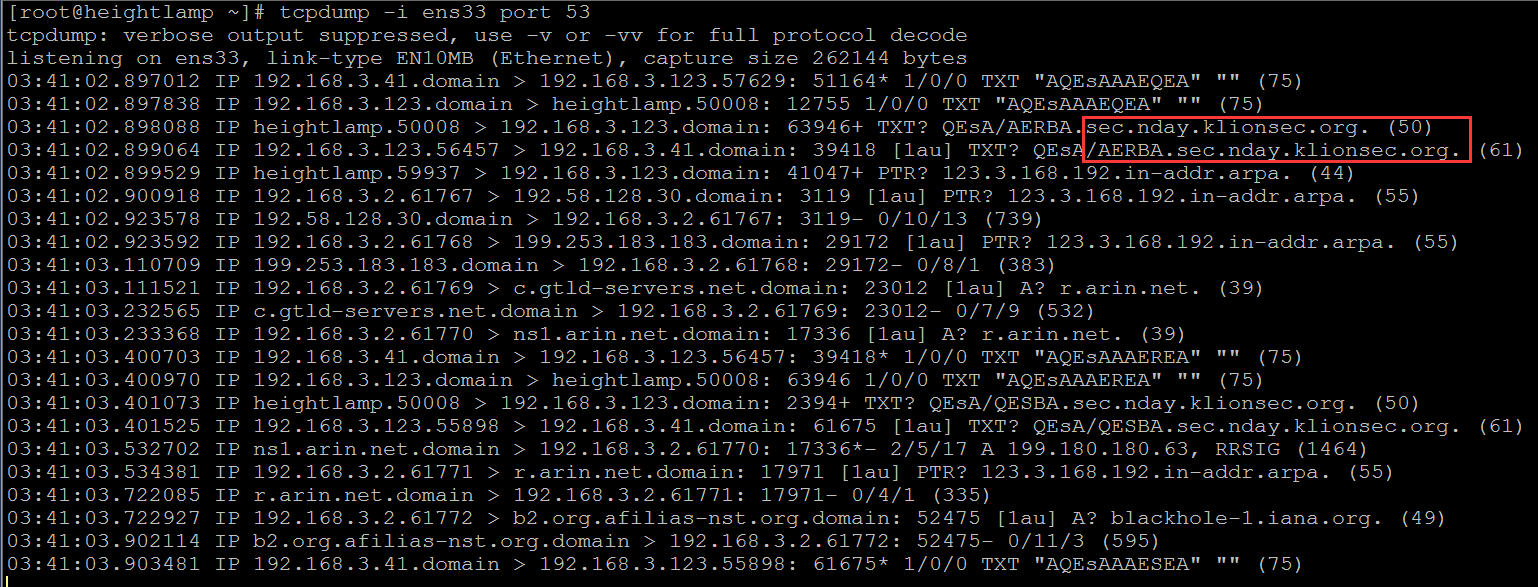 [root@heightlamp ~]# tcpdump -i ens33 port 53
tcpdump: verbose output suppressed, use -v or -vv for full protocol decode
listening on ens33, link-type EN10MB (Ethernet), capture size 262144 bytes
03:41:02.897012 IP 192.168.3.41.domain > 192.168.3.123.57629: 51164* 1/0/0 TXT "AQEsAAAEQEA" "" (75)
03:41:02.897838 IP 192.168.3.123.domain > heightlamp.50008: 12755 1/0/0 TXT "AQEsAAAEQEA" "" (75)
03:41:02.898088 IP heightlamp.50008 > 192.168.3.123.domain: 63946+ TXT? QEsA/AERBA.sec.nday.klionsec.org. (50)
03:41:02.899064 IP 192.168.3.123.56457 > 192.168.3.41.domain: 39418 [1au] TXT? QEsA/AERBA.sec.nday.klionsec.org. (61)
03:41:02.899529 IP heightlamp.59937 > 192.168.3.123.domain: 41047+ PTR? 123.3.168.192.in-addr.arpa. (44)
03:41:02.900918 IP 192.168.3.2.61767 > 192.58.128.30.domain: 3119 [1au] PTR? 123.3.168.192.in-addr.arpa. (55)
03:41:02.923578 IP 192.58.128.30.domain > 192.168.3.2.61767: 3119- 0/10/13 (739)
03:41:02.923592 IP 192.168.3.2.61768 > 199.253.183.183.domain: 29172 [1au] PTR? 123.3.168.192.in-addr.arpa. (55)
03:41:03.110709 IP 199.253.183.183.domain > 192.168.3.2.61768: 29172- 0/8/1 (383)
03:41:03.111521 IP 192.168.3.2.61769 > c.gtld-servers.net.domain: 23012 [1au] A? r.arin.net. (39)
03:41:03.232565 IP c.gtld-servers.net.domain > 192.168.3.2.61769: 23012- 0/7/9 (532)
03:41:03.233368 IP 192.168.3.2.61770 > ns1.arin.net.domain: 17336 [1au] A? r.arin.net. (39)
03:41:03.400703 IP 192.168.3.41.domain > 192.168.3.123.56457: 39418* 1/0/0 TXT "AQEsAAAEREA" "" (75)
03:41:03.400970 IP 192.168.3.123.domain > heightlamp.50008: 63946 1/0/0 TXT "AQEsAAAEREA" "" (75)
03:41:03.401073 IP heightlamp.50008 > 192.168.3.123.domain: 2394+ TXT? QEsA/QESBA.sec.nday.klionsec.org. (50)
03:41:03.401525 IP 192.168.3.123.55898 > 192.168.3.41.domain: 61675 [1au] TXT? QEsA/QESBA.sec.nday.klionsec.org. (61)
03:41:03.532702 IP ns1.arin.net.domain > 192.168.3.2.61770: 17336*- 2/5/17 A 199.180.180.63, RRSIG (1464)
03:41:03.534381 IP 192.168.3.2.61771 > r.arin.net.domain: 17971 [1au] PTR? 123.3.168.192.in-addr.arpa. (55)
03:41:03.722085 IP r.arin.net.domain > 192.168.3.2.61771: 17971- 0/4/1 (335)
03:41:03.722927 IP 192.168.3.2.61772 > b2.org.afilias-nst.org.domain: 52475 [1au] A? blackhole-1.iana.org. (49)
03:41:03.902114 IP b2.org.afilias-nst.org.domain > 192.168.3.2.61772: 52475- 0/11/3 (595)
03:41:03.903481 IP 192.168.3.41.domain > 192.168.3.123.55898: 61675* 1/0/0 TXT "AQEsAAAESEA" "" (75)